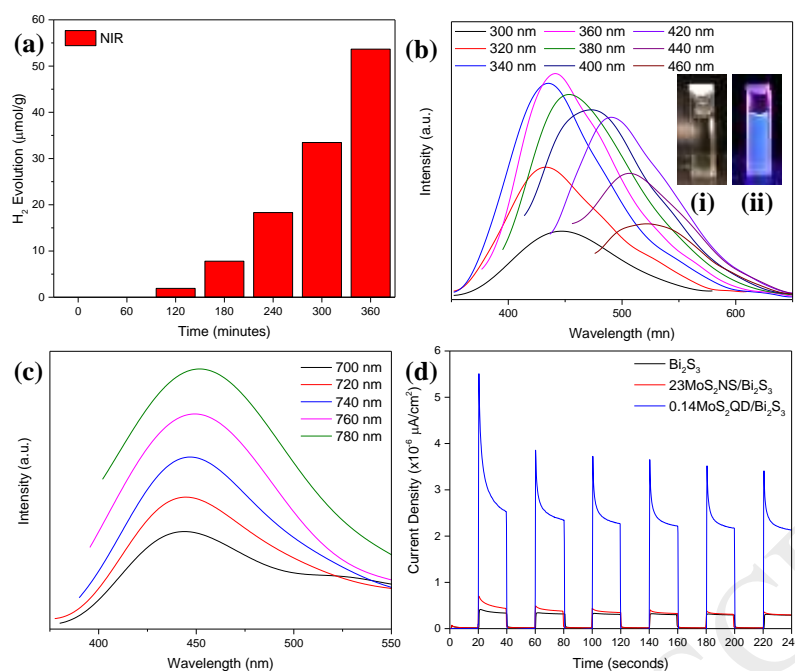 (a)
NIR
H₂ Evolution (μmol/g)
60
50
40
30
20
10
0
0 60 120 180 240 300 360
Time (minutes)
(b)
300 nm 360 nm 420 nm
320 nm 380 nm 440 nm
340 nm 400 nm 460 nm
(i) (ii)
Intensity (a.u.)
400 500 600
Wavelength (mn)
(c)
700 nm
720 nm
740 nm
760 nm
780 nm
Intensity (a.u.)
400 450 500 550
Wavelength (nm)
(d)
Bi₂S₃
23MoS₂NS/Bi₂S₃
0.14MoS₂QD/Bi₂S₃
Current Density (x10⁻⁶ μA/cm²)
6
5
4
3
2
1
0
0 20 40 60 80 100 120 140 160 180 200 220 240
Time (seconds)